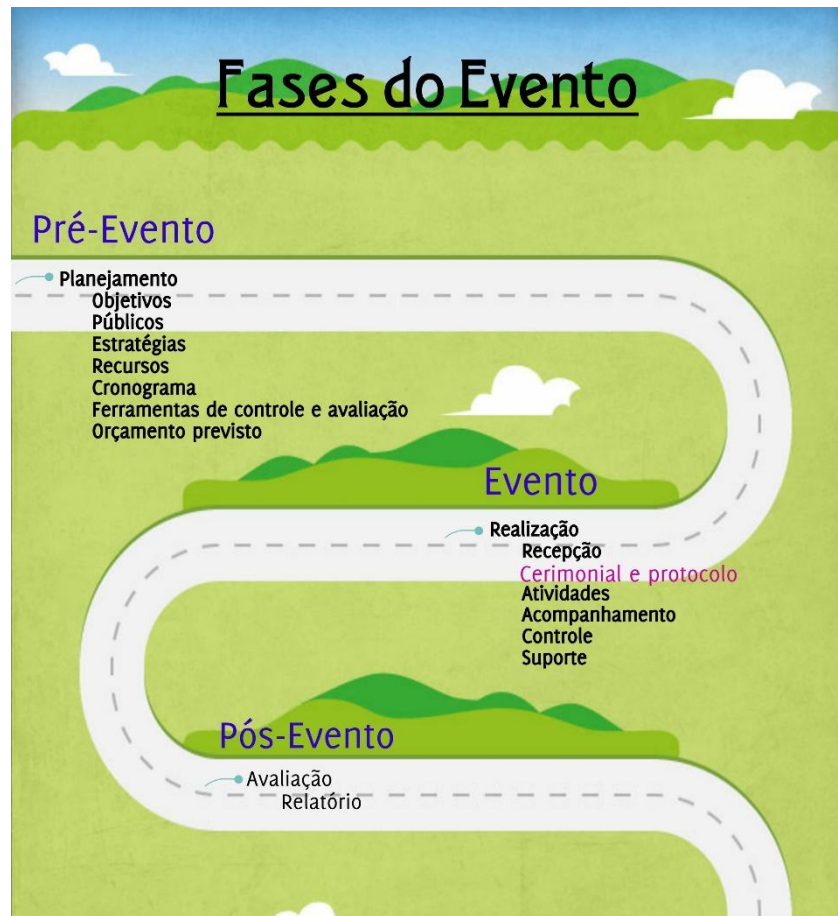 Fases do Evento
Pré-Evento
Planejamento
Objetivos
Públicos
Estratégias
Recursos
Cronograma
Ferramentas de controle e avaliação
Orçamento previsto
Evento
Realização
Recepção
Cerimonial e protocolo
Atividades
Acompanhamento
Controle
Suporte
Pós-Evento
Avaliação
Relatório